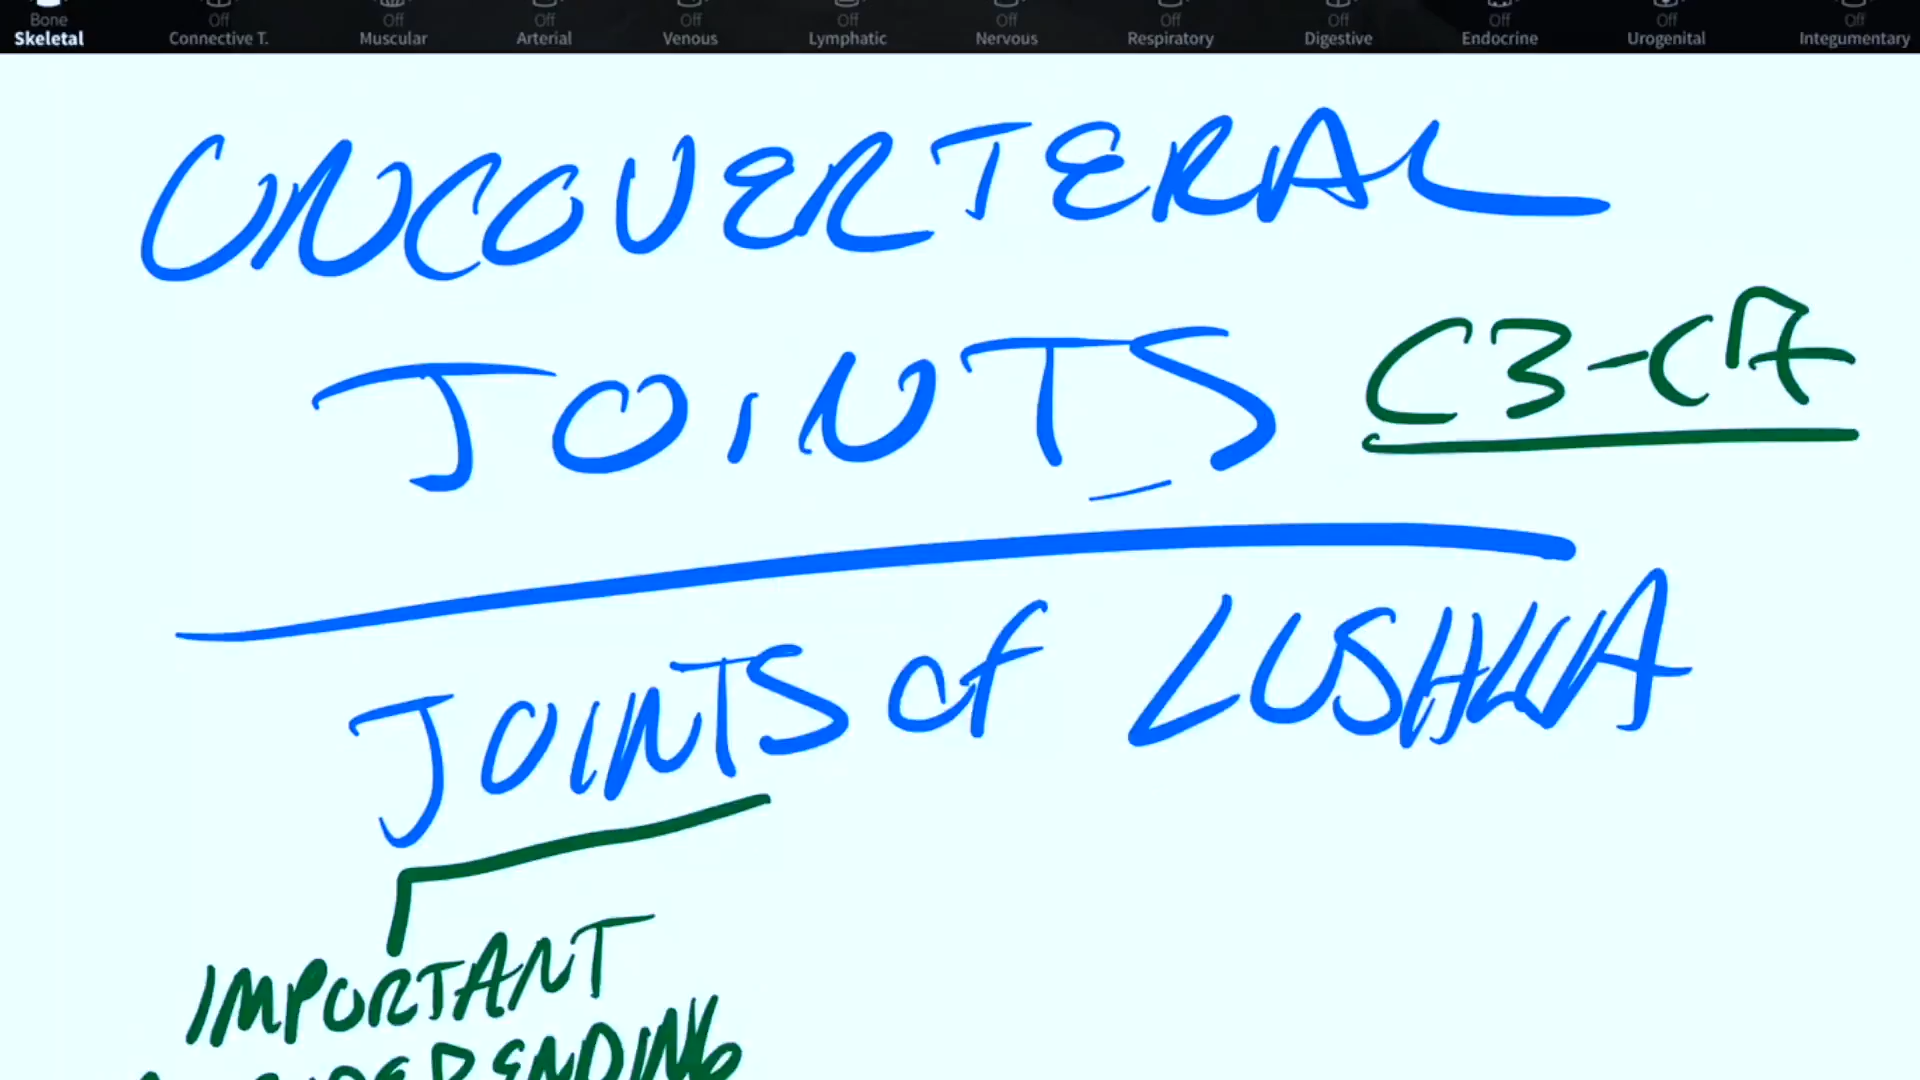 Bone Off Off Off Off Off Off Off Off Off Off Off
Skeletal Connective T. Muscular Arterial Venous Lymphatic Nervous Respiratory Digestive Endocrine Urogenital Integumentary
UNCOVERTERAL
JOINTS C3-C7
JOINTS of LUSHKA
IMPORTANT